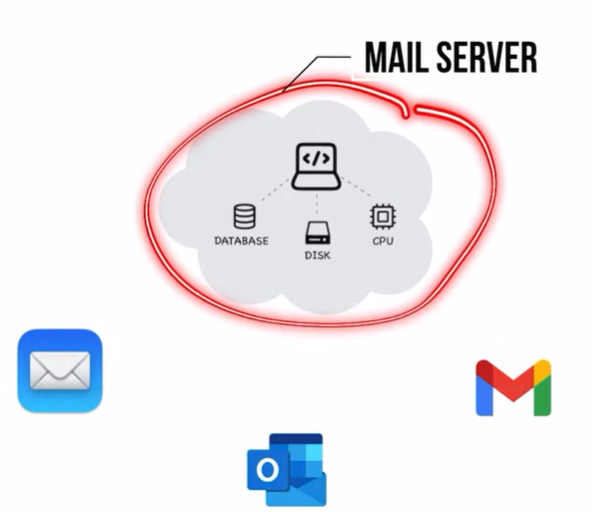 MAIL SERVER
</>
DATABASE
DISK
CPU
O